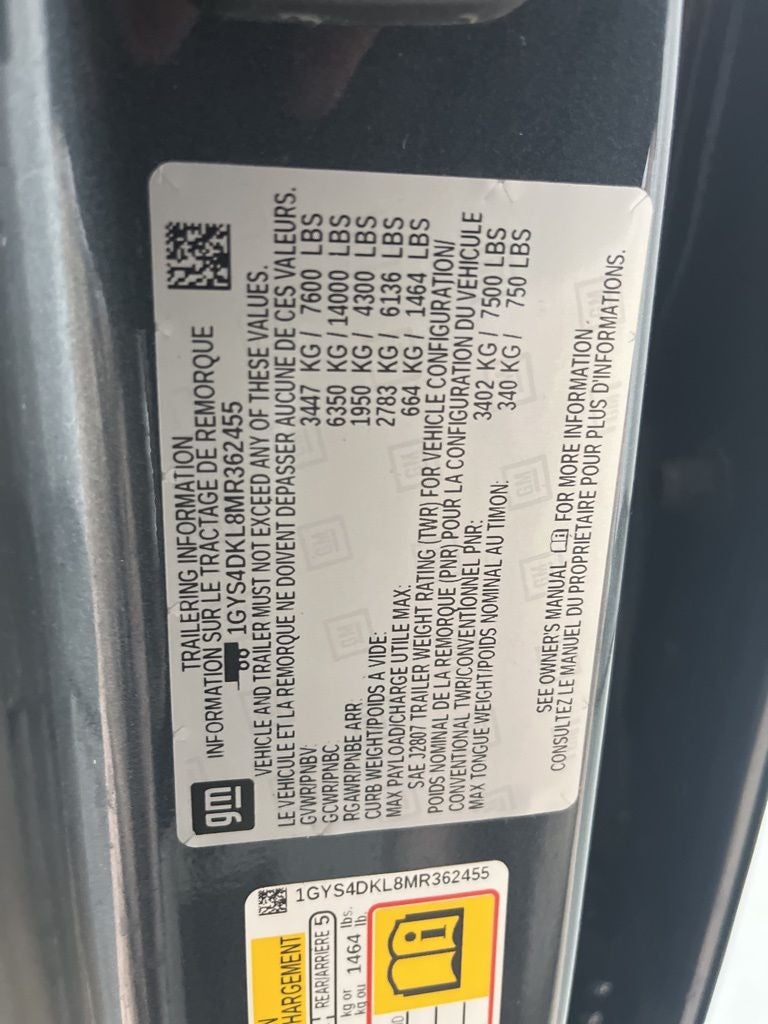 TRAILERING INFORMATION
INFORMATION SUR LE TRACTAGE DE REMORQUE
1GYS4DKL8MR362455
gm
VEHICLE AND TRAILER MUST NOT EXCEED ANY OF THESE VALUES.
LE VEHICULE ET LA REMORQUE NE DOIVENT DEPASSER AUCUNE DE CES VALEURS.
GVWR/PNBV: 3447 KG/ 7600 LBS
GCWR/PNBC: 6350 KG/14000 LBS
RGAWR/PNBE ARR: 1950 KG/ 4300 LBS
CURB WEIGHT/POIDS A VIDE: 2783 KG/ 6136 LBS
MAX PAYLOAD/CHARGE UTILE MAX: 664 KG/ 1464 LBS
SAE J2807 TRAILER WEIGHT RATING (TWR) FOR VEHICLE CONFIGURATION/
POIDS NOMINAL DE LA REMORQUE (PNR) POUR LA CONFIGURATION DU VEHICULE
CONVENTIONAL TWR/CONVENTIONNEL PNR: 3402 KG/ 7500 LBS
MAX TONGUE WEIGHT/POIDS NOMINAL AU TIMON: 340 KG/ 750 LBS
SEE OWNER'S MANUAL FOR MORE INFORMATION.
CONSULTEZ LE MANUEL DU PROPRIETAIRE POUR PLUS D'INFORMATIONS.
1GYS4DKL8MR362455
HARGEMENT
REAR/ARRIERE 5
kg or 1464 lbs.
kg ou lb.